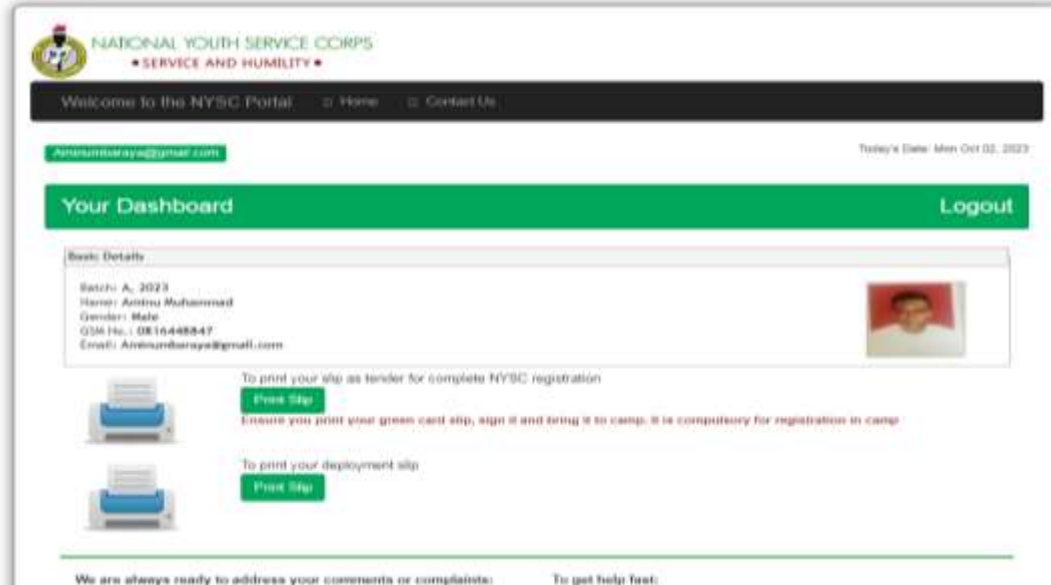 NATIONAL YOUTH SERVICE CORPS
•SERVICE AND HUMILITY•
Welcome to the NYSC Portal Home Contact Us
Aminumbaraya@gmail.com
Today's Date: Mon Oct 02, 2023
Your Dashboard Logout
Basic Details
Batch: A, 2023
Name: Aminu Muhammad
Gender: Male
GSM No.: 0816448847
Email: Aminumbaraya@gmail.com
To print your slip as tender for complete NYSC registration
Print Slip
Ensure you print your green card slip, sign it and bring it to camp. It is compulsory for registration in camp
To print your deployment slip
Print Slip
We are always ready to address your comments or complaints:
To get help fast: